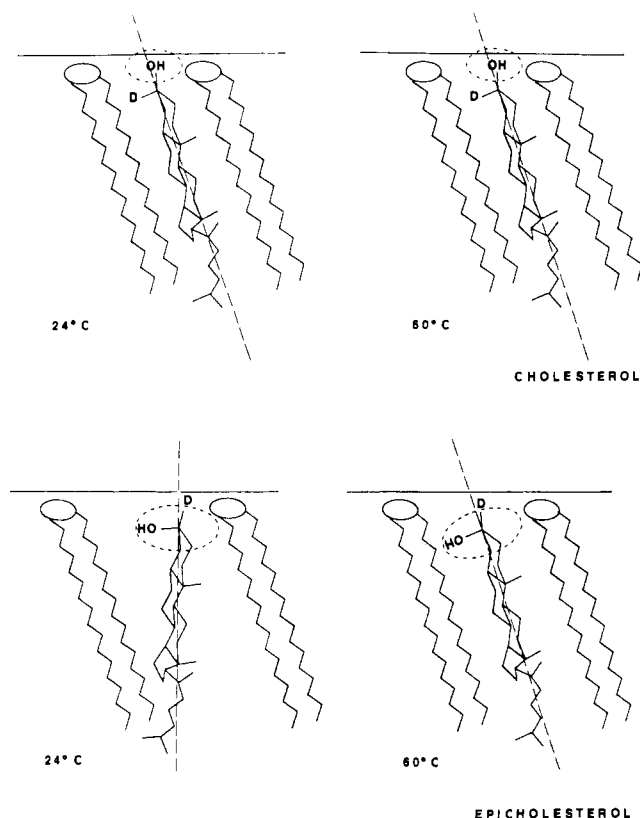 OH
D
24° C
OH
D
60° C
CHOLESTEROL
D
HO
24° C
D
HO
60° C
EPICHOLESTEROL